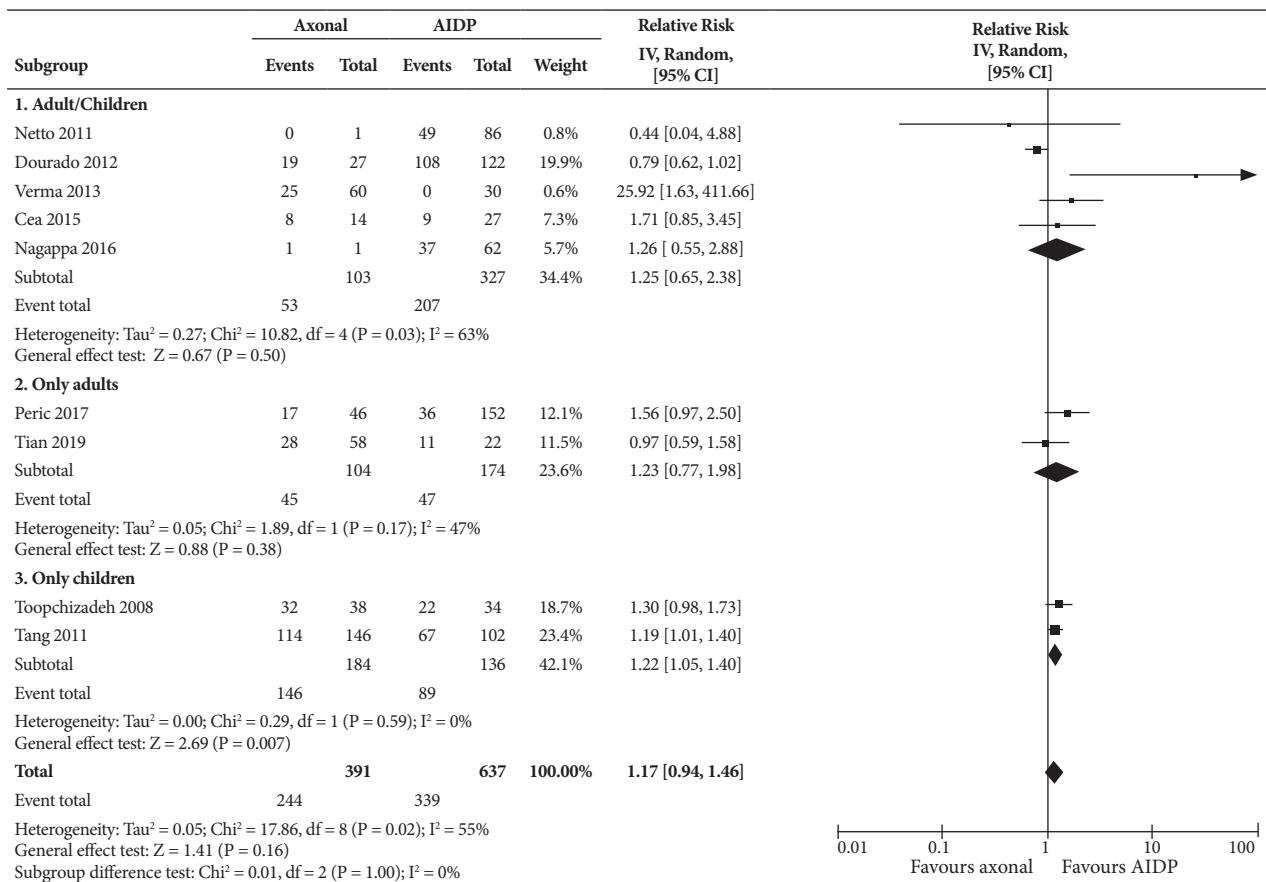 Axonal AIDP Relative Risk Relative Risk
Subgroup Events Total Events Total Weight IV, Random, [95% CI] IV, Random, [95% CI]
1. Adult/Children
Netto 2011 0 1 49 86 0.8% 0.44 [0.04, 4.88]
Dourado 2012 19 27 108 122 19.9% 0.79 [0.62, 1.02]
Verma 2013 25 60 0 30 0.6% 25.92 [1.63, 411.66]
Cea 2015 8 14 9 27 7.3% 1.71 [0.85, 3.45]
Nagappa 2016 1 1 37 62 5.7% 1.26 [ 0.55, 2.88]
Subtotal 103 327 34.4% 1.25 [0.65, 2.38]
Event total 53 207
Heterogeneity: Tau² = 0.27; Chi² = 10.82, df = 4 (P = 0.03); I² = 63%
General effect test: Z = 0.67 (P = 0.50)
2. Only adults
Peric 2017 17 46 36 152 12.1% 1.56 [0.97, 2.50]
Tian 2019 28 58 11 22 11.5% 0.97 [0.59, 1.58]
Subtotal 104 174 23.6% 1.23 [0.77, 1.98]
Event total 45 47
Heterogeneity: Tau² = 0.05; Chi² = 1.89, df = 1 (P = 0.17); I² = 47%
General effect test: Z = 0.88 (P = 0.38)
3. Only children
Toopchizadeh 2008 32 38 22 34 18.7% 1.30 [0.98, 1.73]
Tang 2011 114 146 67 102 23.4% 1.19 [1.01, 1.40]
Subtotal 184 136 42.1% 1.22 [1.05, 1.40]
Event total 146 89
Heterogeneity: Tau² = 0.00; Chi² = 0.29, df = 1 (P = 0.59); I² = 0%
General effect test: Z = 2.69 (P = 0.007)
Total 391 637 100.00% 1.17 [0.94, 1.46]
Event total 244 339
Heterogeneity: Tau² = 0.05; Chi² = 17.86, df = 8 (P = 0.02); I² = 55%
General effect test: Z = 1.41 (P = 0.16)
Subgroup difference test: Chi² = 0.01, df = 2 (P = 1.00); I² = 0%
0.01 0.1 1 10 100
Favours axonal Favours AIDP